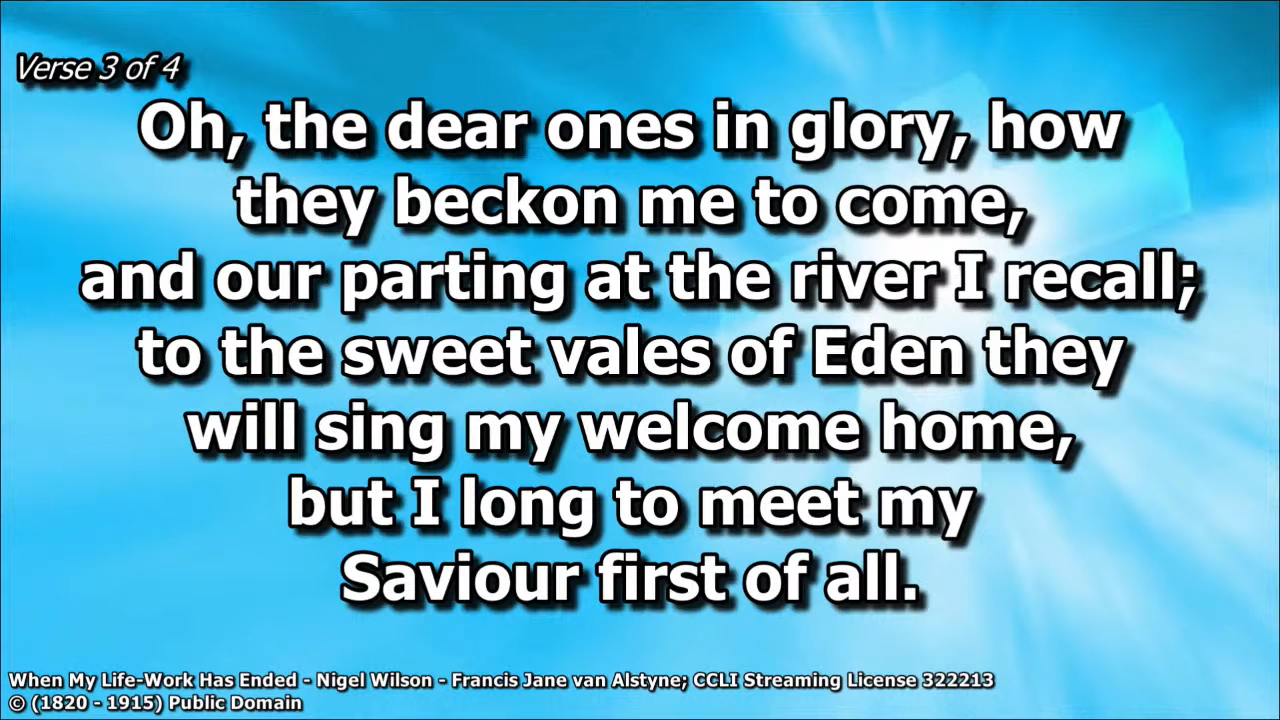 Verse 3 of 4
Oh, the dear ones in glory, how
they beckon me to come,
and our parting at the river I recall;
to the sweet vales of Eden they
will sing my welcome home,
but I long to meet my
Saviour first of all.
When My Life-Work Has Ended - Nigel Wilson - Francis Jane van Alstyne; CCLI Streaming License 322213
© (1820 - 1915) Public Domain